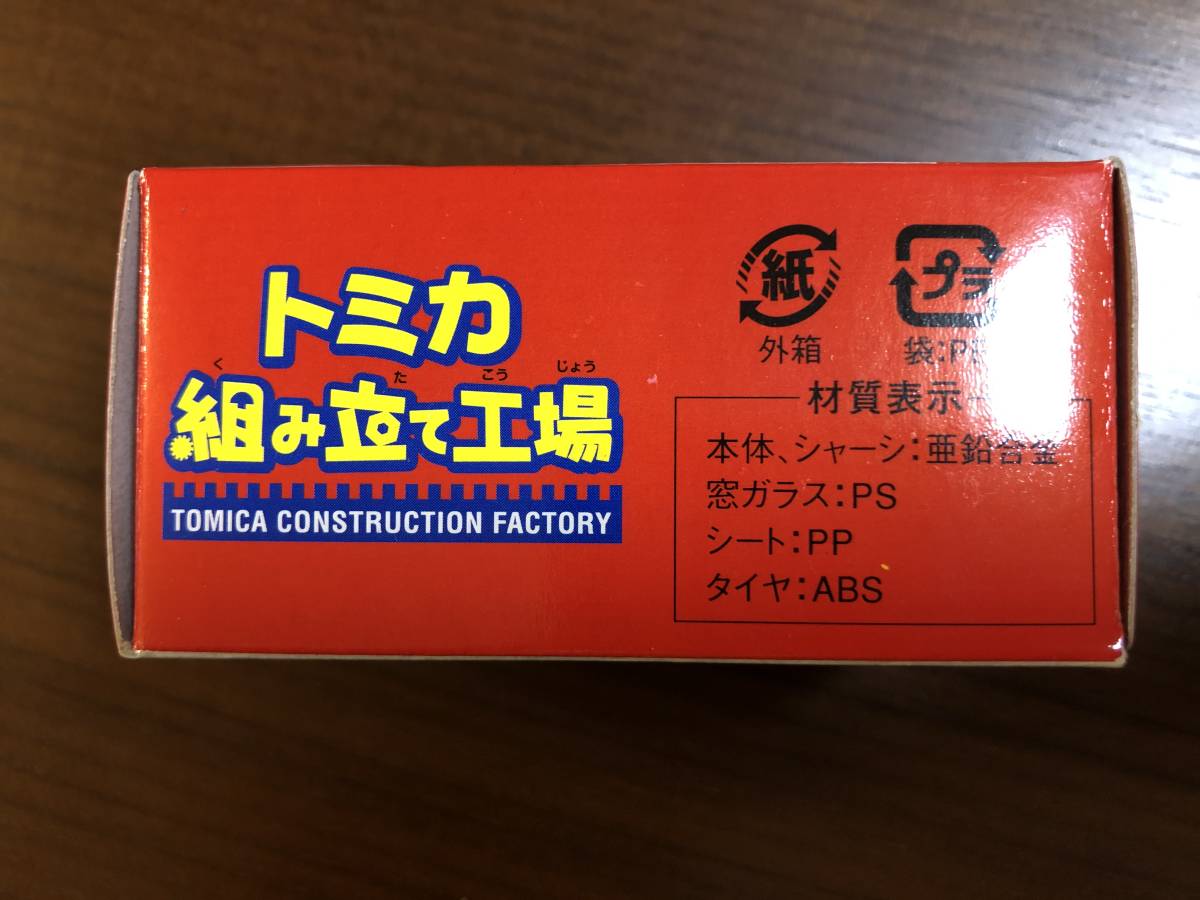 トミカ
く た こう じょう
組み立て工場
TOMICA CONSTRUCTION FACTORY
紙
プラ
外箱
袋:P
材質表示
本体、シャーシ:亜鉛合金
窓ガラス:PS
シート:PP
タイヤ:ABS